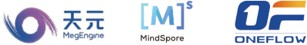 天元
MegEngine
[M]s
MindSpore
OF
ONEFLOW